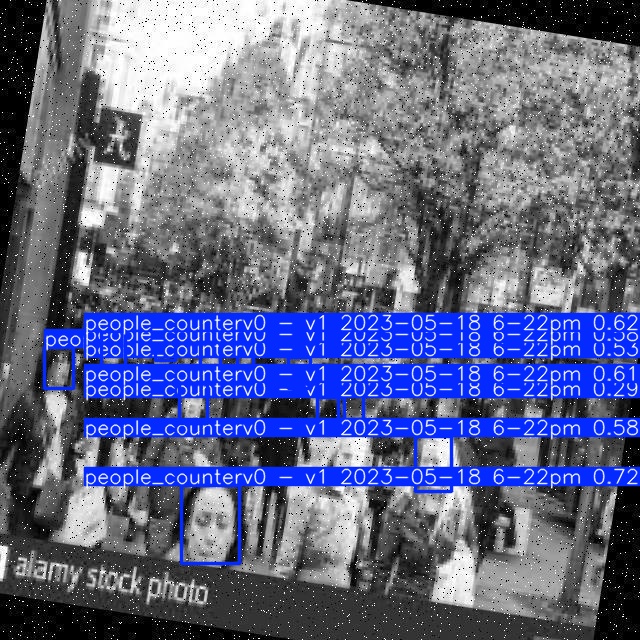 people_counterv0 - v1 2023-05-18 6-22pm 0.62
peo
people_counterv0 - v1 2023-05-18 6-22pm 0.61
people_counterv0 - v1 2023-05-18 6-22pm 0.58
people_counterv0 - v1 2023-05-18 6-22pm 0.72
alamy stock photo